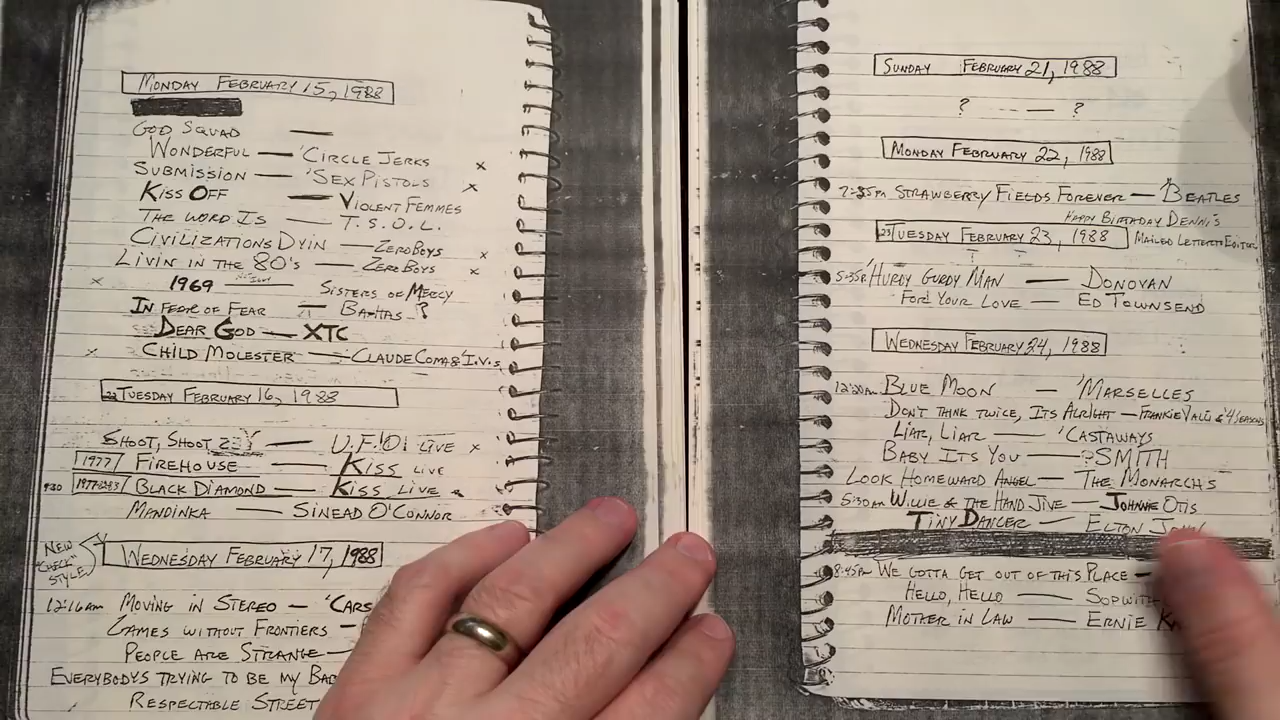 MONDAY FEBRUARY 15, 1988
GOD SQUAD —
WONDERFUL — 'CIRCLE JERKS x
SUBMISSION — 'SEX PISTOLS x
KISS OFF — VIOLENT FEMMES
THE WORD IS — T.S.O.L.
CIVILIZATIONS DYIN — ZEROBOYS x
LIVIN IN THE 80'S — ZEROBOYS x
x 1969 — SISTERS OF MERCY
IN FEAR OF FEAR — BAUHAS ?
DEAR GOD — XTC
x CHILD MOLESTER — CLAUDE COMA & 'I.V.s
TUESDAY FEBRUARY 16, 1988
SHOOT, SHOOT — U.F.O. LIVE x
1977 FIREHOUSE — KISS LIVE
BLACK DIAMOND — KISS LIVE
MANDINKA — SINEAD O'CONNOR
NEW "CHECK" STYLE
WEDNESDAY FEBRUARY 17, 1988
12:16am MOVING IN STEREO — 'CARS
GAMES WITHOUT FRONTIERS —
PEOPLE ARE STRANGE —
EVERYBODYS TRYING TO BE MY BAB
RESPECTABLE STREET
SUNDAY FEBRUARY 21, 1988
? — ?
MONDAY FEBRUARY 22, 1988
STRAWBERRY FIELDS FOREVER — 'BEATLES
HAPPY BIRTHDAY DENNIS
23 TUESDAY FEBRUARY 23, 1988 MAILED LETTER TO EDITOR
5:35P. 'HURDY GURDY MAN — DONOVAN
FOR YOUR LOVE — ED TOWNSEND
WEDNESDAY FEBRUARY 24, 1988
12:20am BLUE MOON — 'MARSELLES
DON'T THINK TWICE, ITS ALRIGHT — FRANKIE VALLI & 4 SEASONS
LIAR, LIAR — 'CASTAWAYS
BABY ITS YOU — ?SMITH
LOOK HOMEWARD ANGEL — THE MONARCHS
5:30am WILLIE & THE HAND JIVE — JOHNNIE OTIS
TINY DANCER — ELTON JOHN
8:45pm WE GOTTA GET OUT OF THIS PLACE —
HELLO, HELLO — SOPWITH
MOTHER IN LAW — ERNIE K